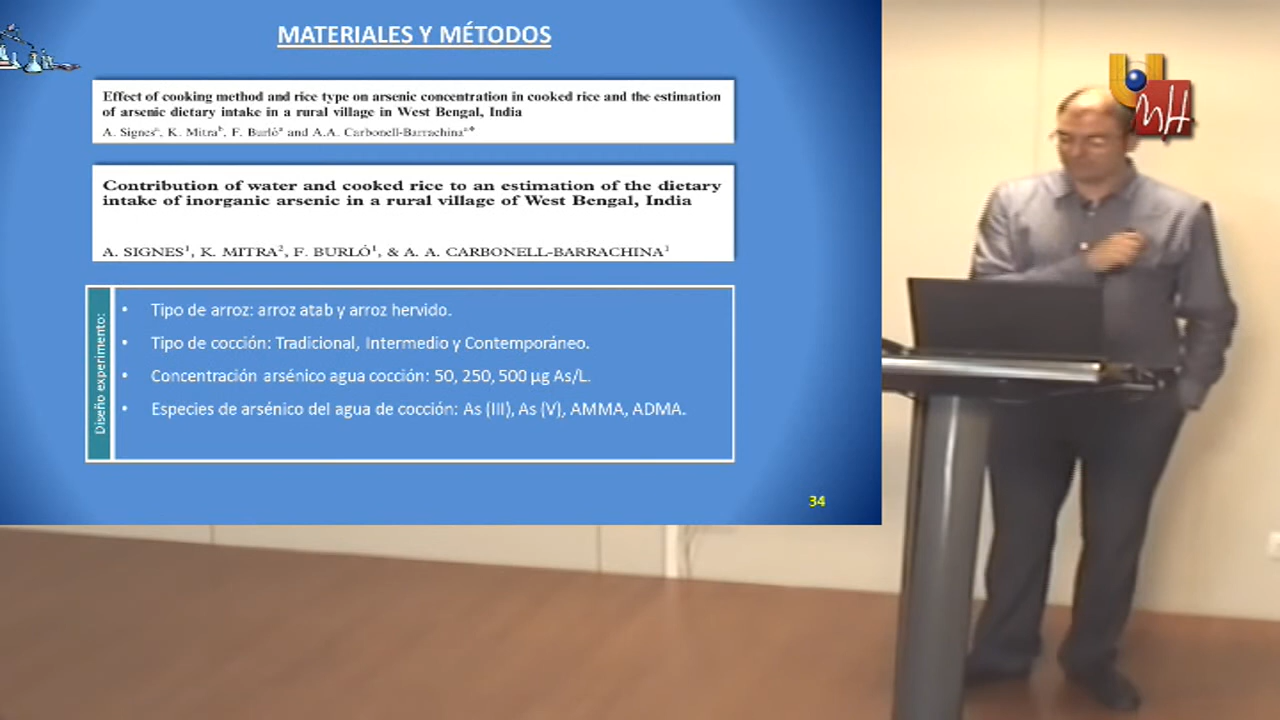 MATERIALES Y MÉTODOS
Effect of cooking method and rice type on arsenic concentration in cooked rice and the estimation
of arsenic dietary intake in a rural village in West Bengal, India
A. Signesᵃ, K. Mitraᵇ, F. Burlóᵃ and A.A. Carbonell-Barrachinaᵃ*
Contribution of water and cooked rice to an estimation of the dietary
intake of inorganic arsenic in a rural village of West Bengal, India
A. SIGNES¹, K. MITRA², F. BURLÓ¹, & A. A. CARBONELL-BARRACHINA¹
Diseño experimento:
• Tipo de arroz: arroz atab y arroz hervido.
• Tipo de cocción: Tradicional, Intermedio y Contemporáneo.
• Concentración arsénico agua cocción: 50, 250, 500 µg As/L.
• Especies de arsénico del agua de cocción: As (III), As (V), AMMA, ADMA.
34
U
MH